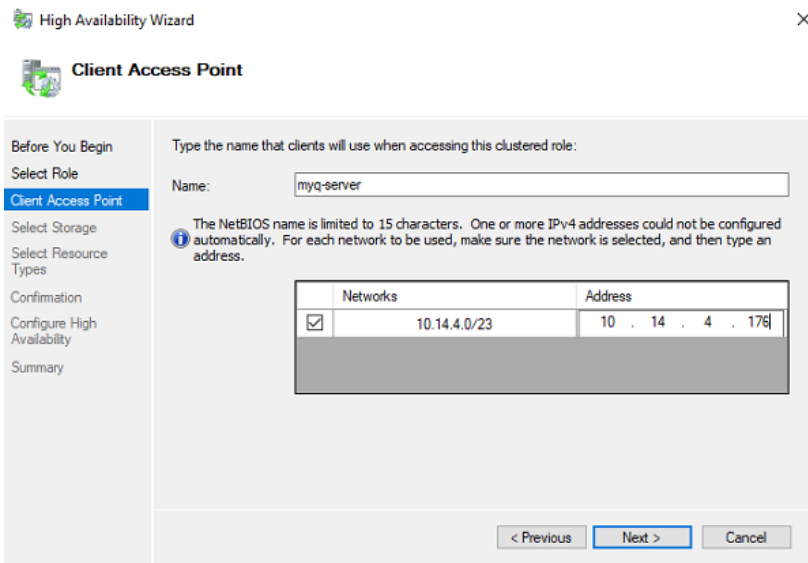 High Availability Wizard
Client Access Point
Before You Begin
Select Role
Client Access Point
Select Storage
Select Resource
Types
Confirmation
Configure High
Availability
Summary
Type the name that clients will use when accessing this clustered role:
Name:
myq-server
The NetBIOS name is limited to 15 characters. One or more IPv4 addresses could not be configured
automatically. For each network to be used, make sure the network is selected, and then type an
address.
Networks Address
10.14.4.0/23 10 . 14 . 4 . 176
< Previous Next > Cancel